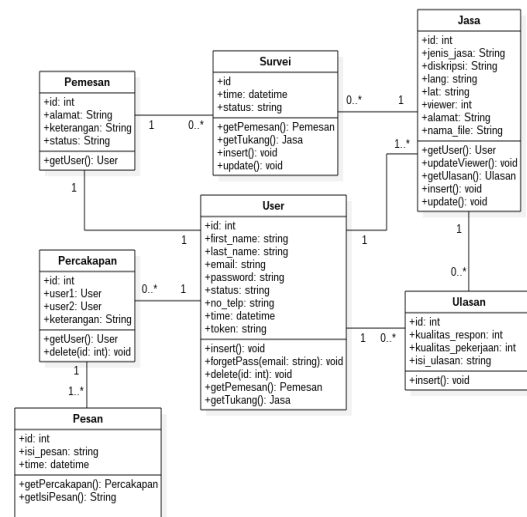 Jasa
+id: int
+jenis_jasa: String
+diskripsi: String
+lang: string
+lat: string
+viewer: int
+alamat: String
+nama_file: String
+getUser(): User
+updateViewer(): void
+getUlasan(): Ulasan
+insert(): void
+update(): void
Survei
+id
+time: datetime
+status: string
+getPemesan(): Pemesan
+getTukang(): Jasa
+insert(): void
+update(): void
Pemesan
+id: int
+alamat: String
+keterangan: String
+status: String
+getUser(): User
1
0..*
0..*
1
1..*
1
1
1
User
+id: int
+first_name: string
+last_name: string
+email: string
+password: string
+status: string
+no_telp: string
+time: datetime
+token: string
+insert(): void
+forgetPass(email: string): void
+delete(id: int): void
+getPemesan(): Pemesan
+getTukang(): Jasa
Percakapan
+id: int
+user1: User
+user2: User
+keterangan: String
+getUser(): User
+delete(id: int): void
0..*
1
1
0..*
Ulasan
+id: int
+kualitas_respon: int
+kualitas_pekerjaan: int
+isi_ulasan: string
+insert(): void
1
0..*
1
1..*
Pesan
+id: int
+isi_pesan: string
+time: datetime
+getPercakapan(): Percakapan
+getIsiPesan(): String